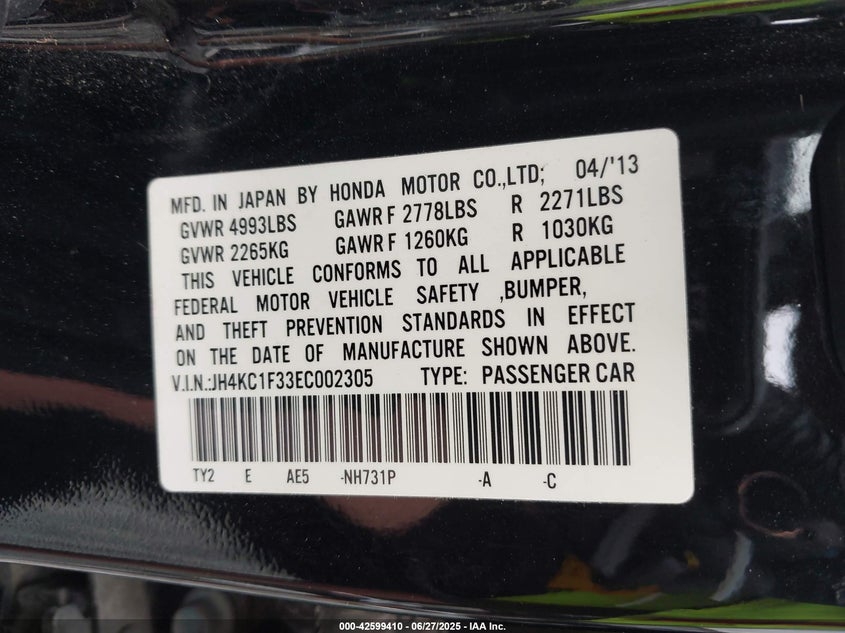 MFD. IN JAPAN BY HONDA MOTOR CO.,LTD; 04/'13
GVWR 4993LBS GAWR F 2778LBS R 2271LBS
GVWR 2265KG GAWR F 1260KG R 1030KG
THIS VEHICLE CONFORMS TO ALL APPLICABLE
FEDERAL MOTOR VEHICLE SAFETY ,BUMPER,
AND THEFT PREVENTION STANDARDS IN EFFECT
ON THE DATE OF MANUFACTURE SHOWN ABOVE.
V.I.N.:JH4KC1F33EC002305 TYPE: PASSENGER CAR
TY2 E AE5 -NH731P -A -C
000-42599410 - 06/27/2025 - IAA Inc.